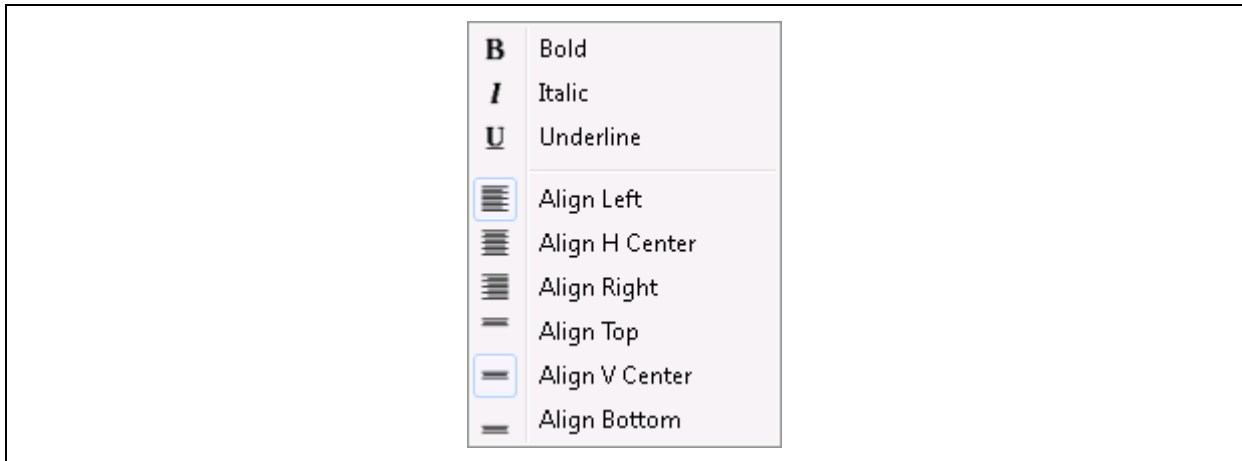 B Bold
I Italic
U Underline
Align Left
Align H Center
Align Right
Align Top
Align V Center
Align Bottom